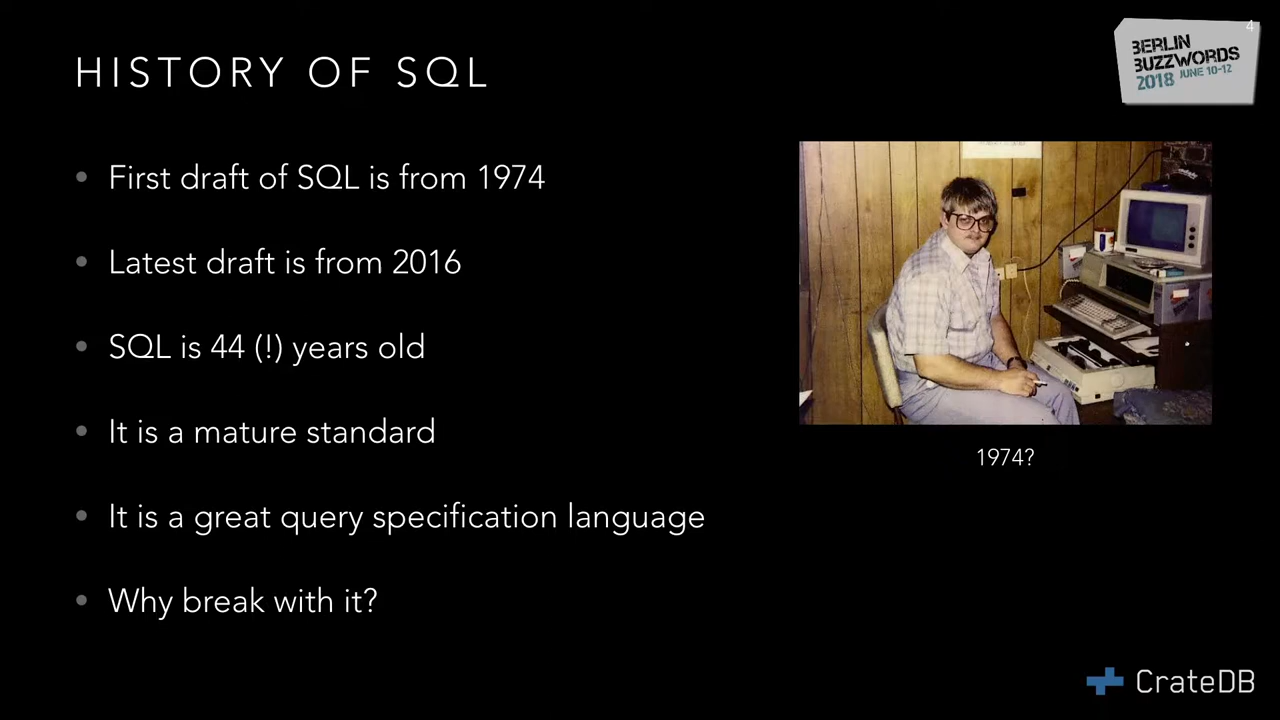 4
BERLIN
BUZZWORDS
2018 JUNE 10-12
HISTORY OF SQL
• First draft of SQL is from 1974
• Latest draft is from 2016
• SQL is 44 (!) years old
• It is a mature standard
• It is a great query specification language
• Why break with it?
1974?
CrateDB